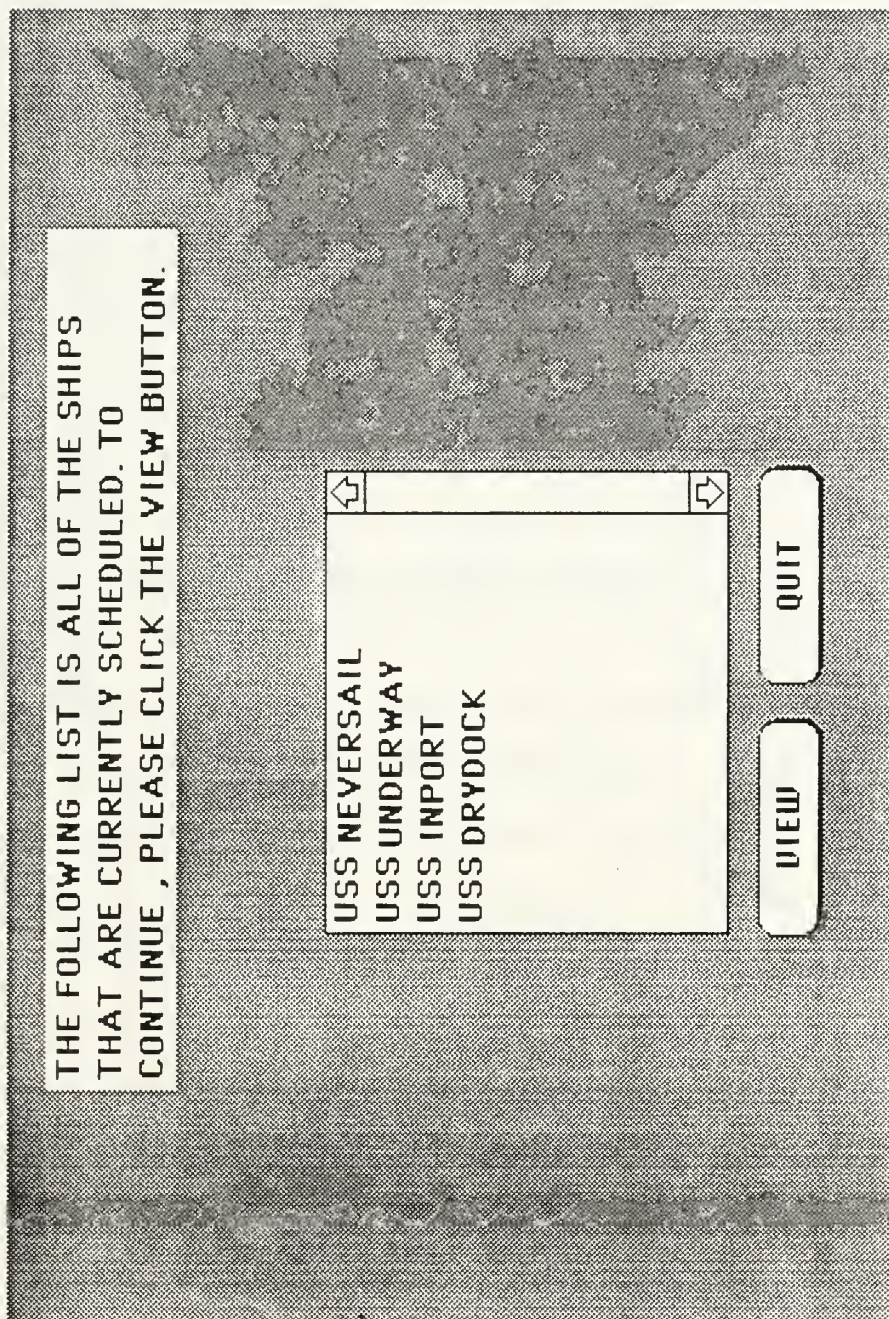 THE FOLLOWING LIST IS ALL OF THE SHIPS
THAT ARE CURRENTLY SCHEDULED. TO
CONTINUE , PLEASE CLICK THE VIEW BUTTON.
USS NEVERSAIL
USS UNDERWAY
USS INPORT
USS DRYDOCK
VIEW
QUIT